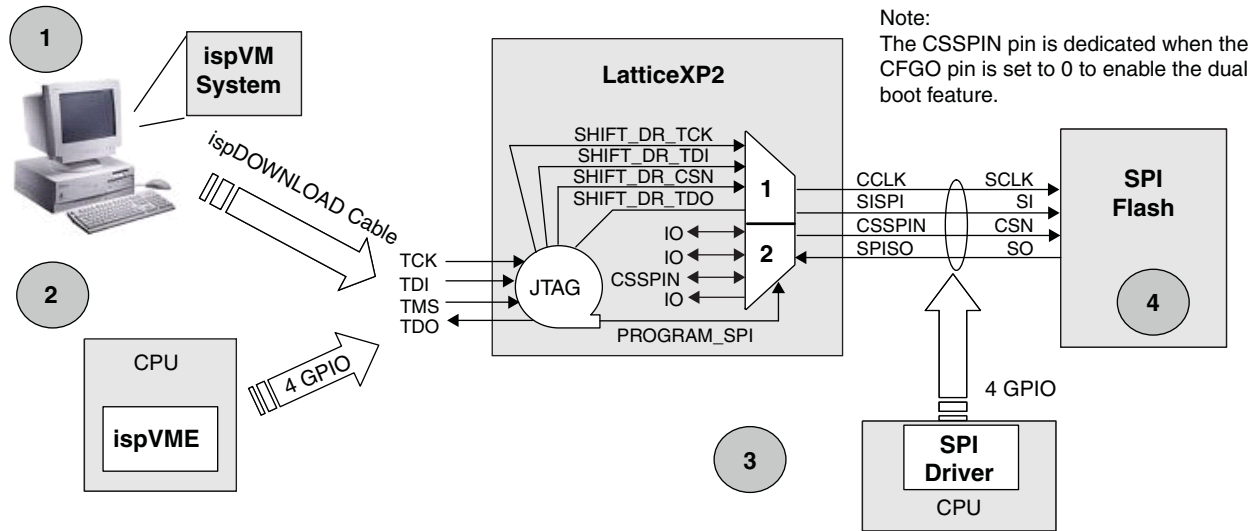 1
ispVM
System
ispDOWNLOAD Cable
2
CPU
ispVME
4 GPIO
TCK
TDI
TMS
TDO
LatticeXP2
SHIFT_DR_TCK
SHIFT_DR_TDI
SHIFT_DR_CSN
SHIFT_DR_TDO
JTAG
1
2
IO
IO
CSSPIN
IO
PROGRAM_SPI
Note:
The CSSPIN pin is dedicated when the
CFGO pin is set to 0 to enable the dual
boot feature.
CCLK SCLK
SISPI SI
CSSPIN CSN
SPISO SO
SPI
Flash
4
4 GPIO
3
SPI
Driver
CPU